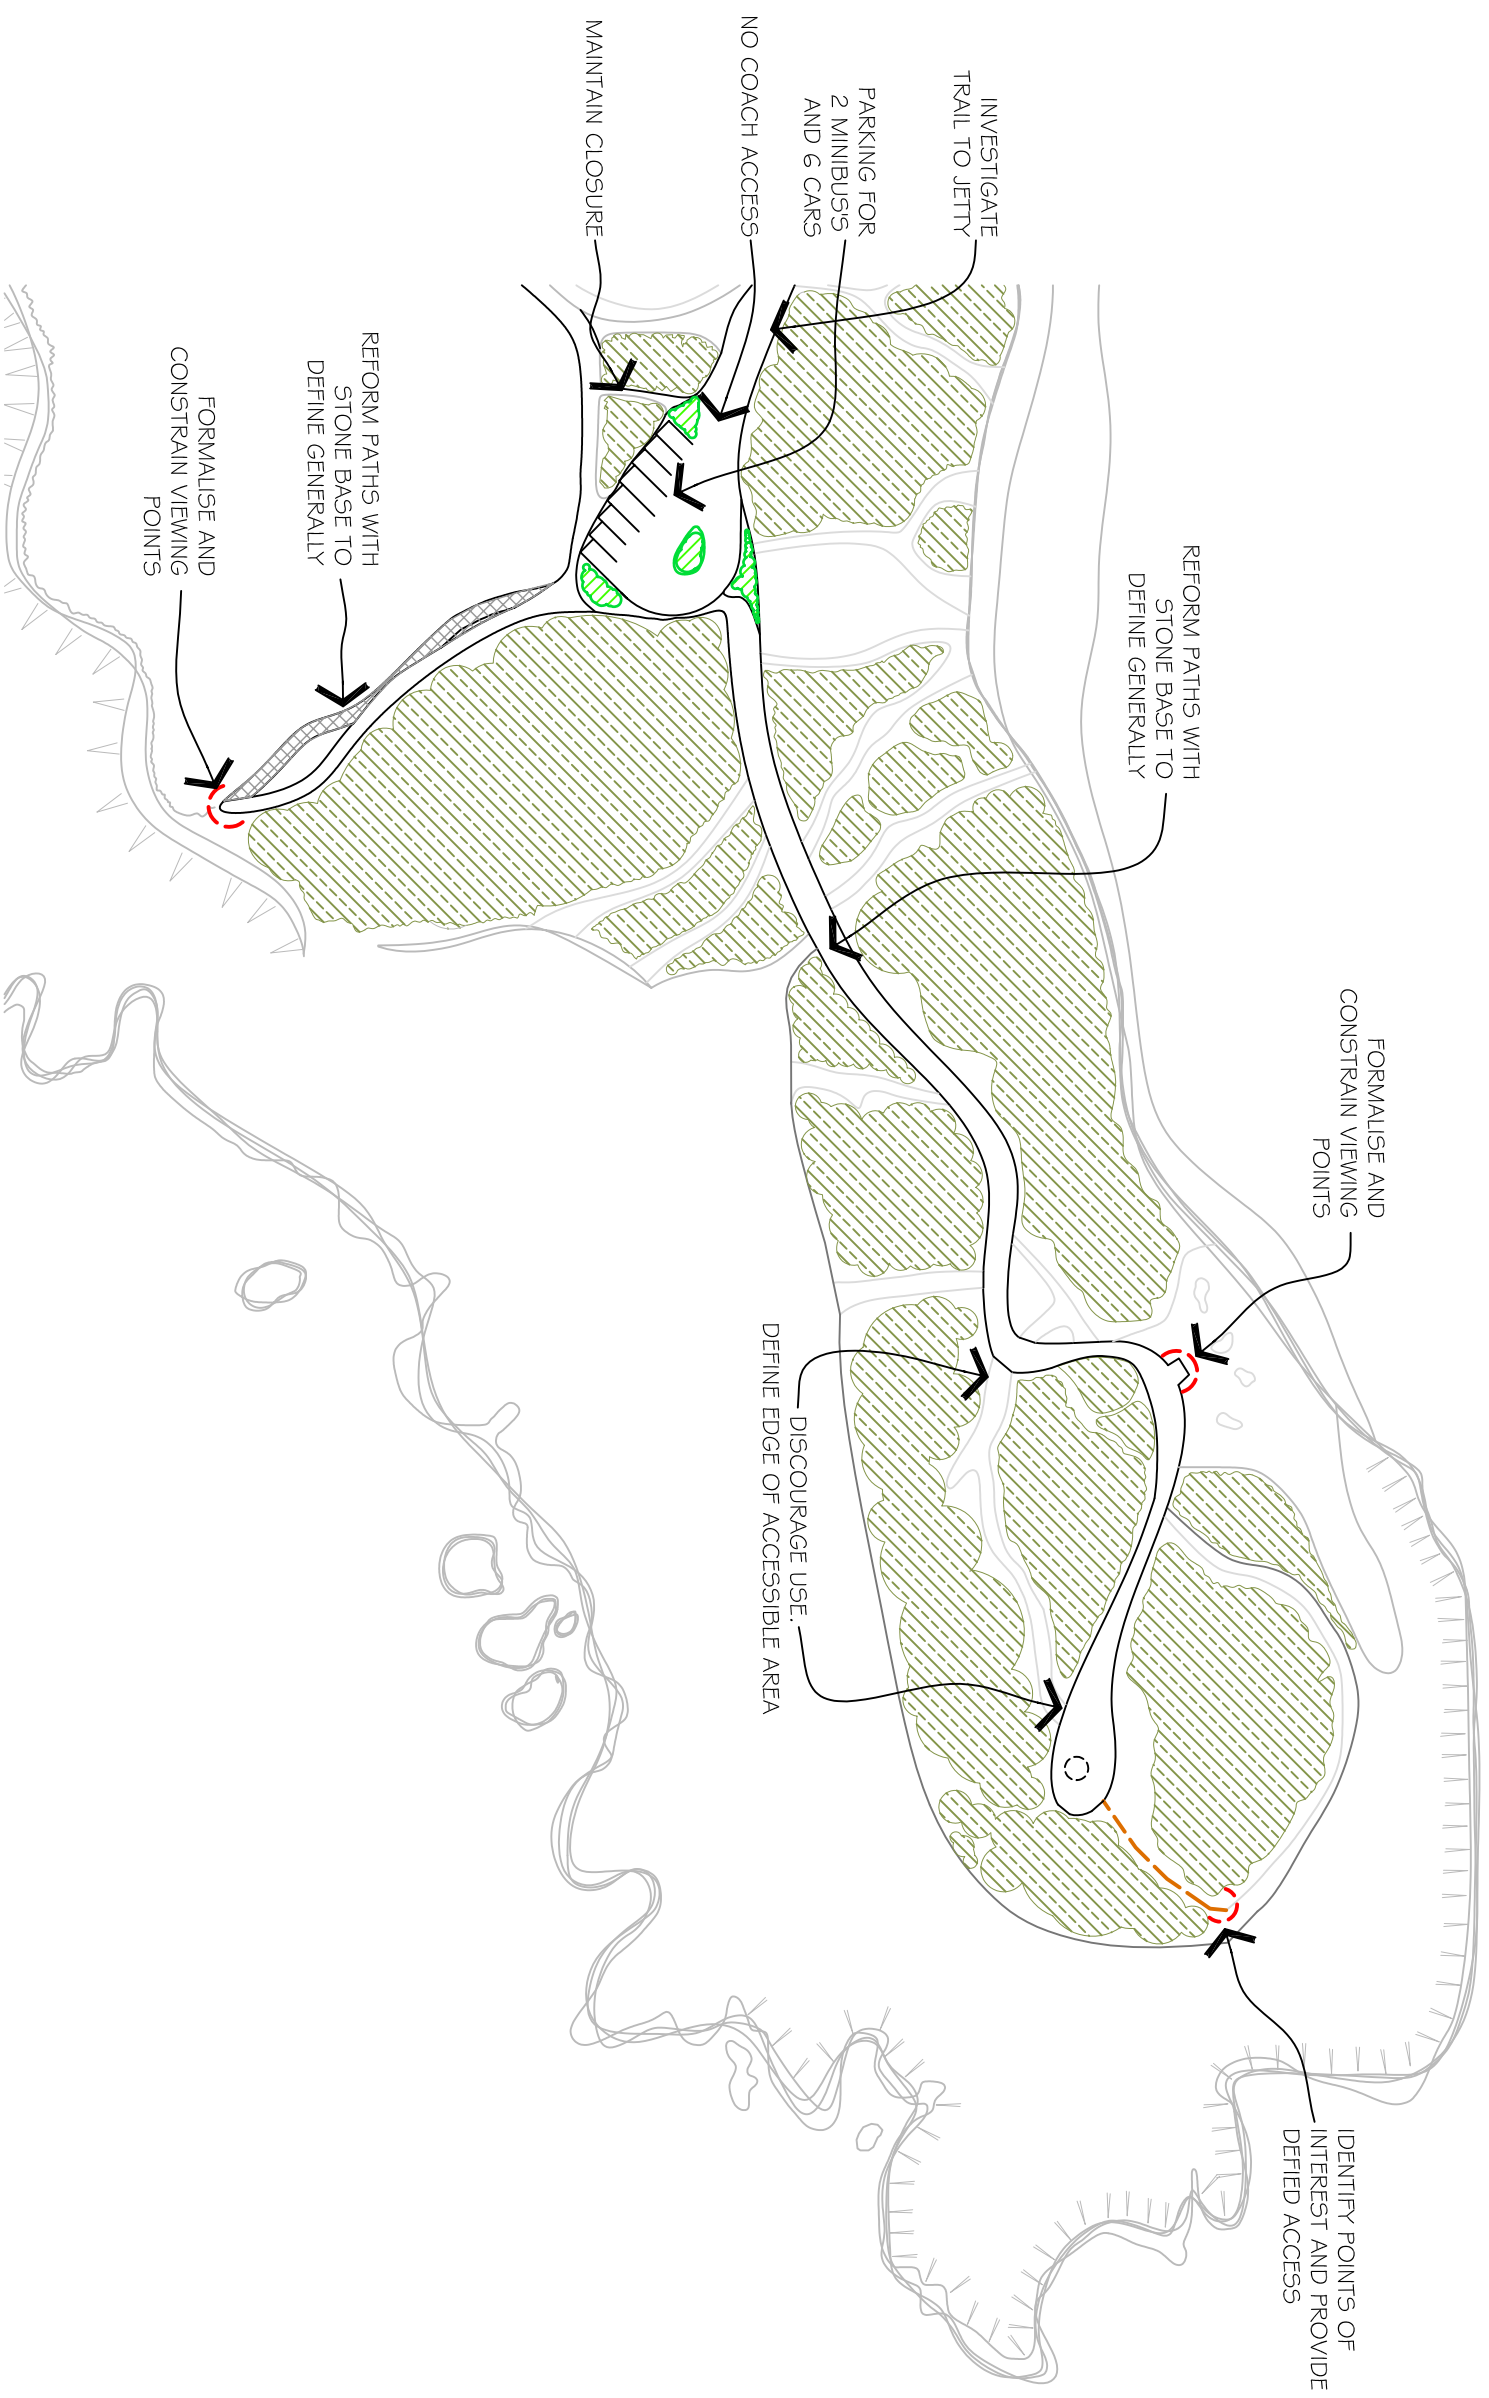 INVESTIGATE
TRAIL TO JETTY
PARKING FOR
2 MINIBUS'S
AND 6 CARS
NO COACH ACCESS
MAINTAIN CLOSURE
REFORM PATHS WITH
STONE BASE TO
DEFINE GENERALLY
FORMALISE AND
CONSTRAIN VIEWING
POINTS
REFORM PATHS WITH
STONE BASE TO
DEFINE GENERALLY
FORMALISE AND
CONSTRAIN VIEWING
POINTS
DISCOURAGE USE.
DEFINE EDGE OF ACCESSIBLE AREA
IDENTIFY POINTS OF
INTEREST AND PROVIDE
DEFIED ACCESS